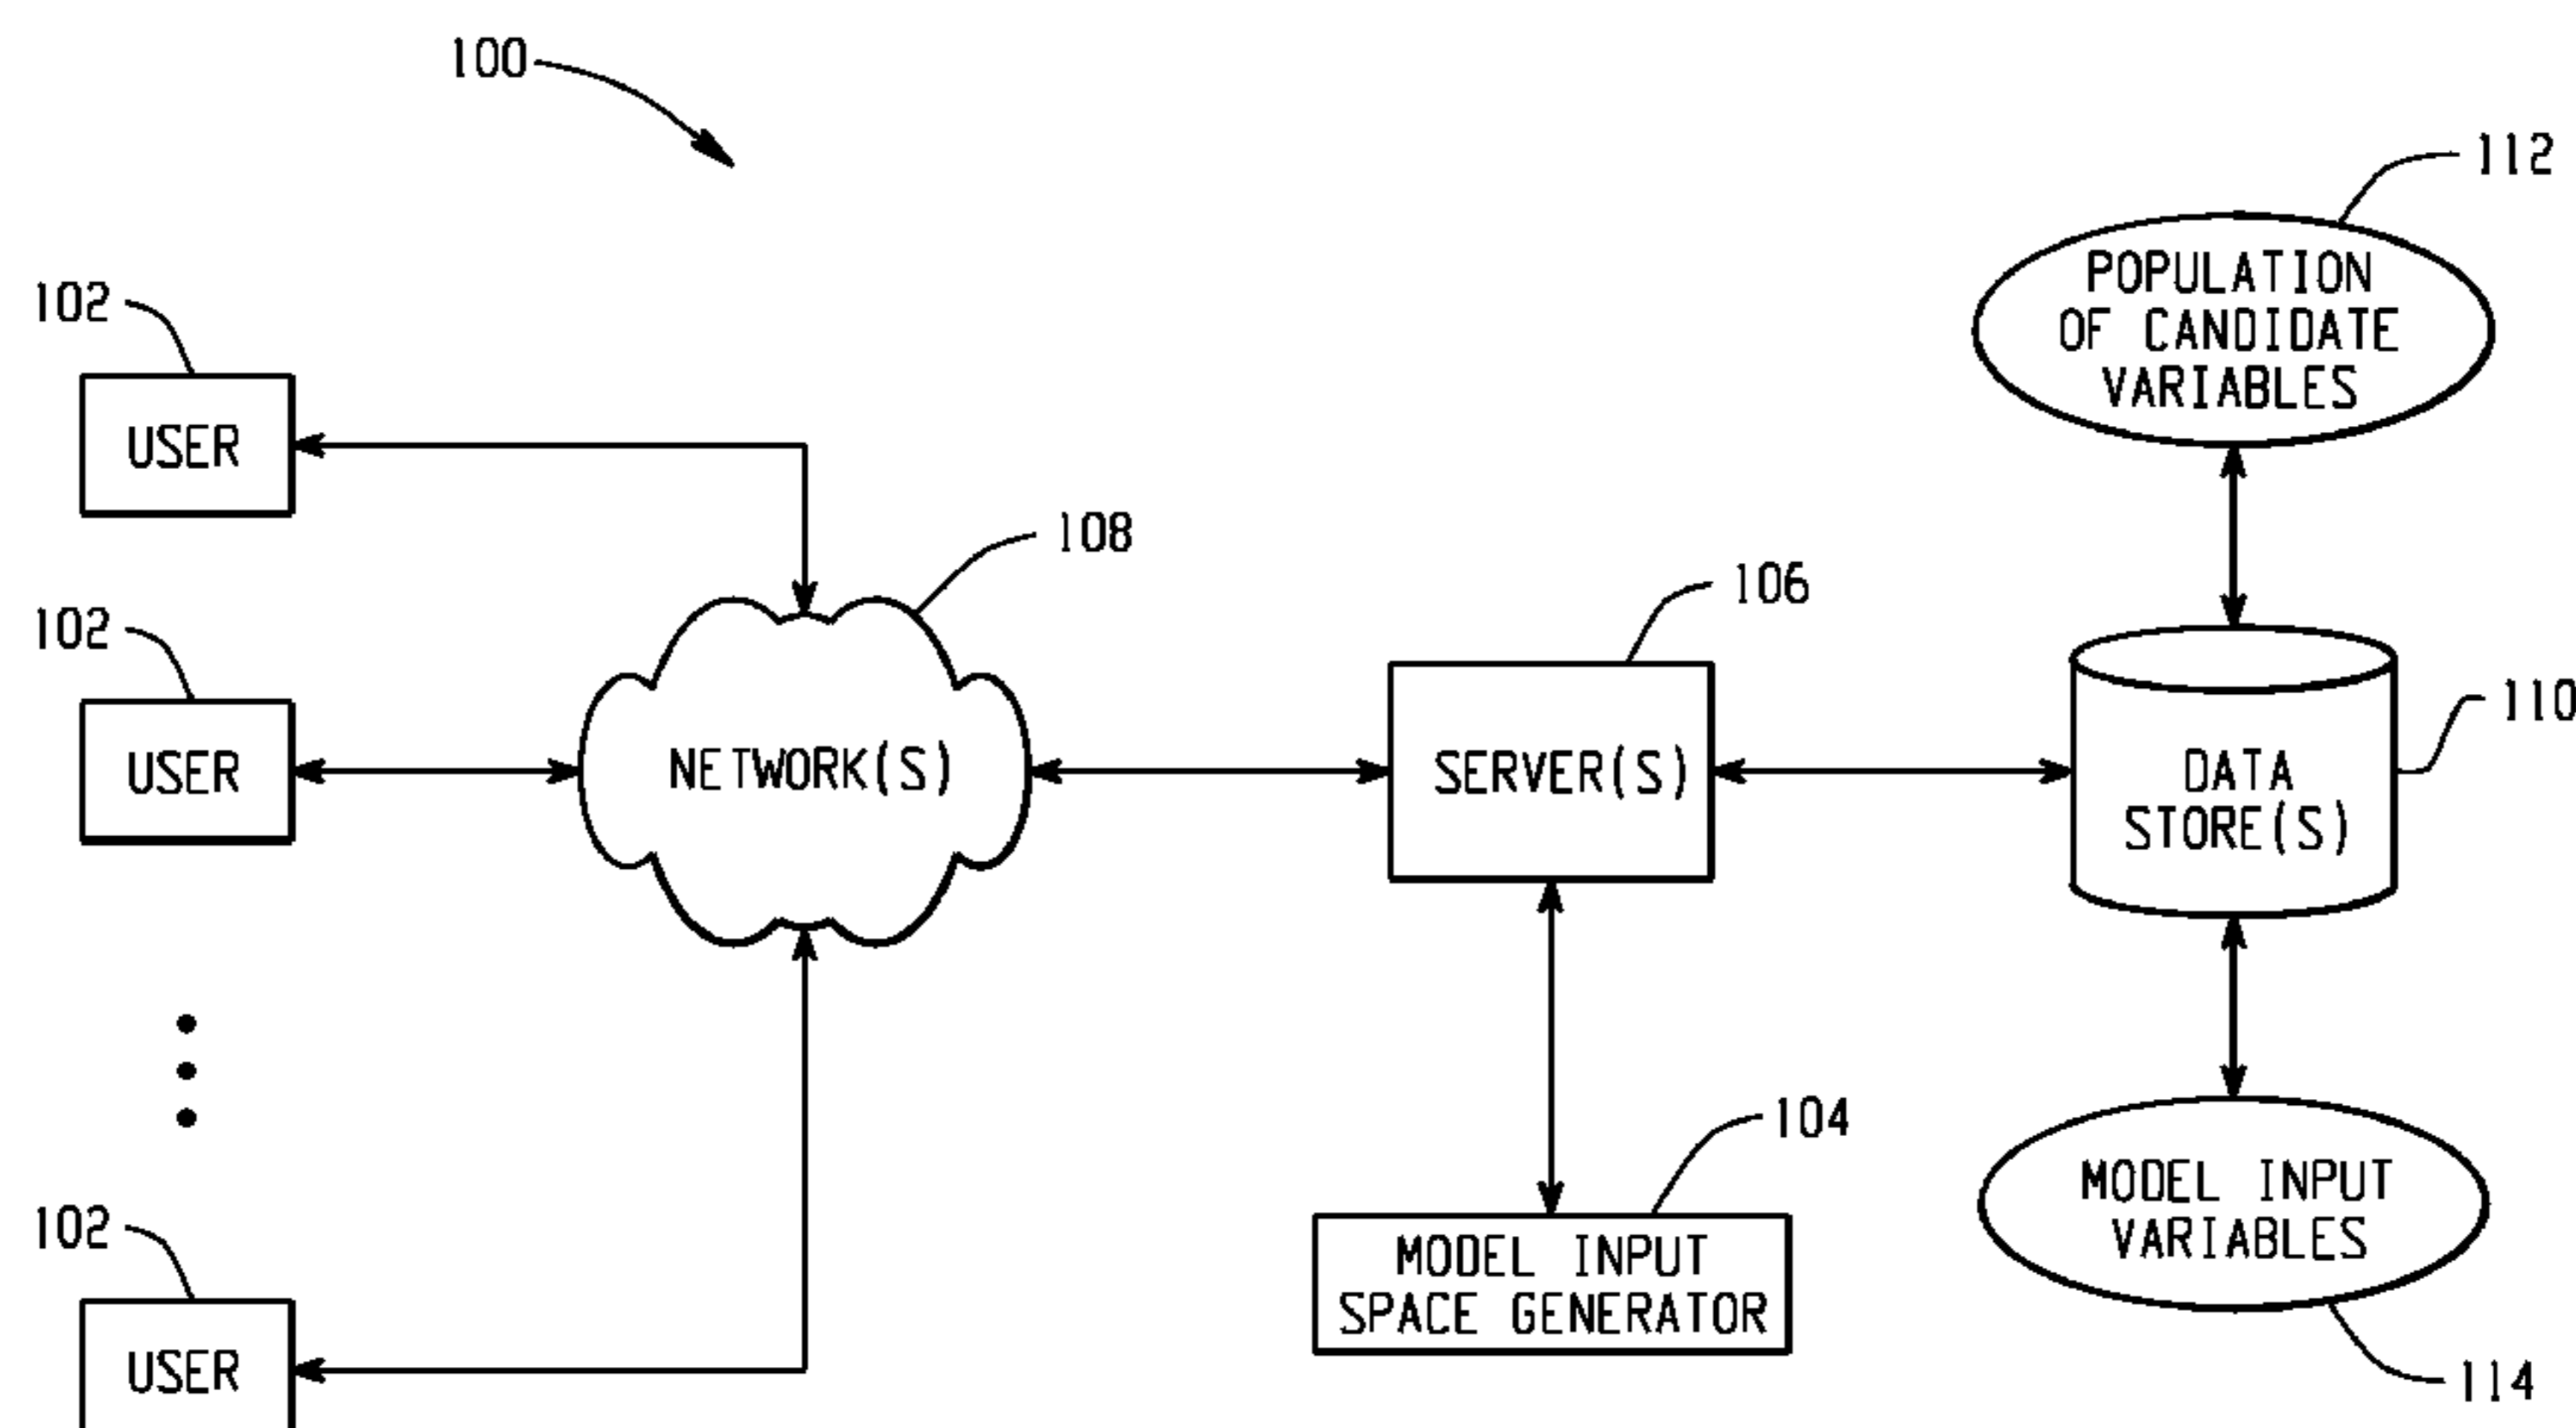 100
112
POPULATION
OF CANDIDATE
VARIABLES
102
USER
108
106
102
USER
NETWORK(S)
SERVER(S)
110
DATA
STORE(S)
104
MODEL INPUT
SPACE GENERATOR
MODEL INPUT
VARIABLES
102
USER
114